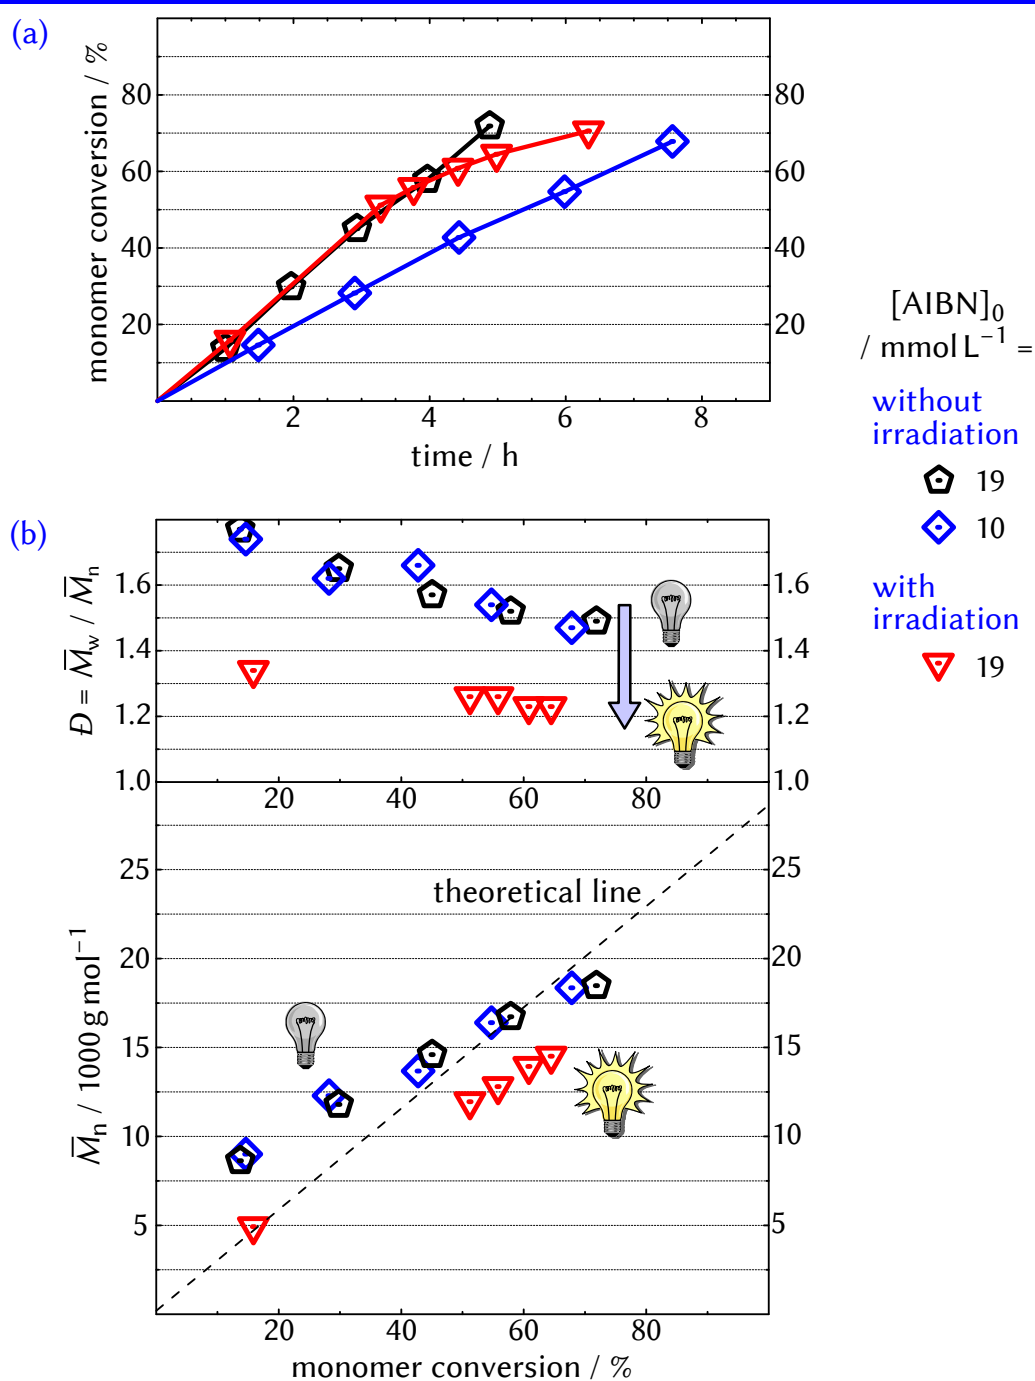 (a)
monomer conversion / %
80
60
40
20
80
60
40
20
2
4
6
8
time / h
[AIBN]0
/ mmol L−1 =
without
irradiation
19
10
with
irradiation
19
(b)
Đ = M̅w / M̅n
1.6
1.4
1.2
1.0
1.6
1.4
1.2
1.0
20
40
60
80
theoretical line
M̅n / 1000 g mol−1
25
20
15
10
5
25
20
15
10
5
20
40
60
80
monomer conversion / %